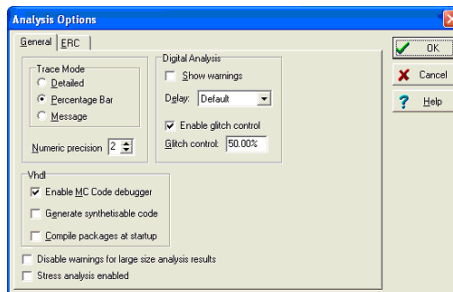 Analysis Options
General ERC
OK
Cancel
Help
Trace Mode
Detailed
Percentage Bar
Message
Numeric precision 2
Digital Analysis
Show warnings
Delay: Default
Enable glitch control
Glitch control: 50.00%
Vhdl
Enable MC Code debugger
Generate synthetisable code
Compile packages at startup
Disable warnings for large size analysis results
Stress analysis enabled